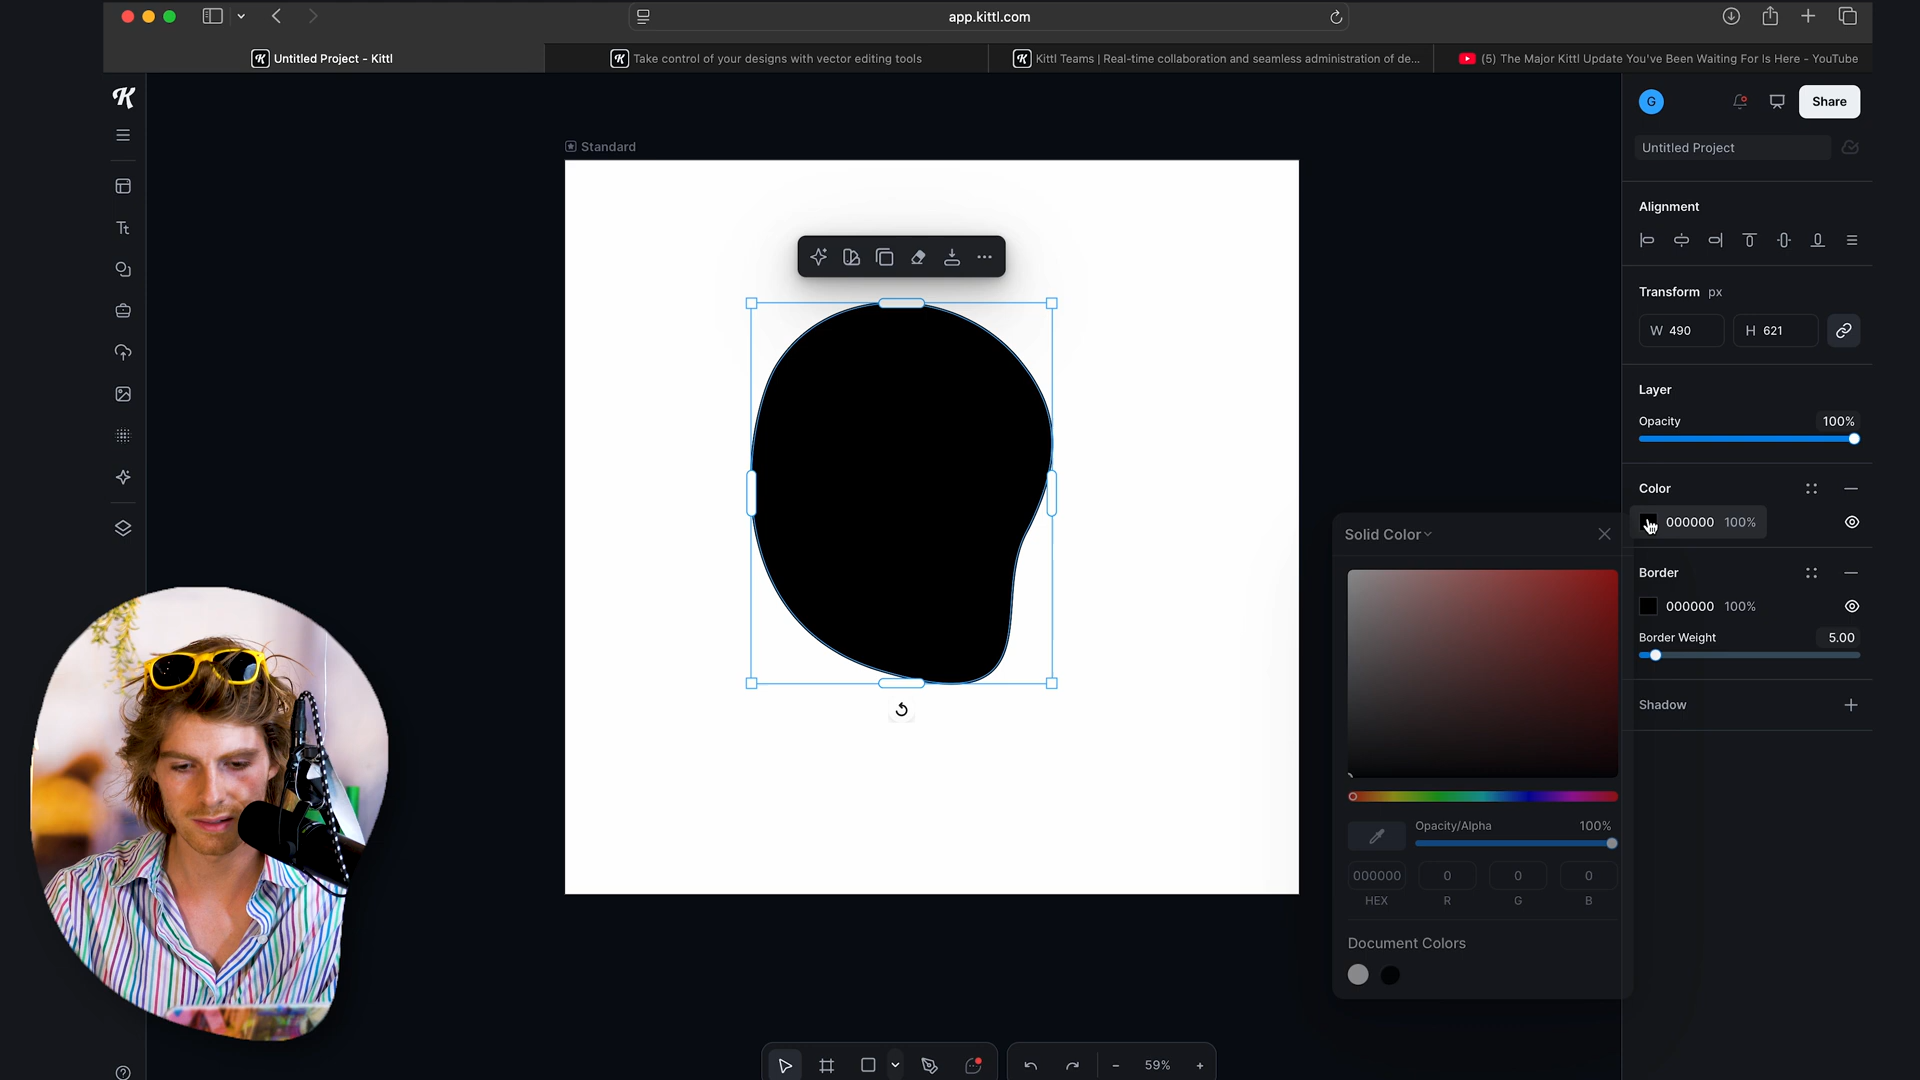 app.kittl.com
Untitled Project - Kittl
Take control of your designs with vector editing tools
Kittl Teams | Real-time collaboration and seamless administration of de...
(5) The Major Kittl Update You've Been Waiting For Is Here - YouTube
G
Share
Untitled Project
Standard
Alignment
Transform px
W 490
H 621
Layer
Opacity 100%
Color
000000 100%
Border
000000 100%
Border Weight 5.00
Shadow
Solid Color
Opacity/Alpha 100%
000000 0 0 0
HEX R G B
Document Colors
Tt
59%